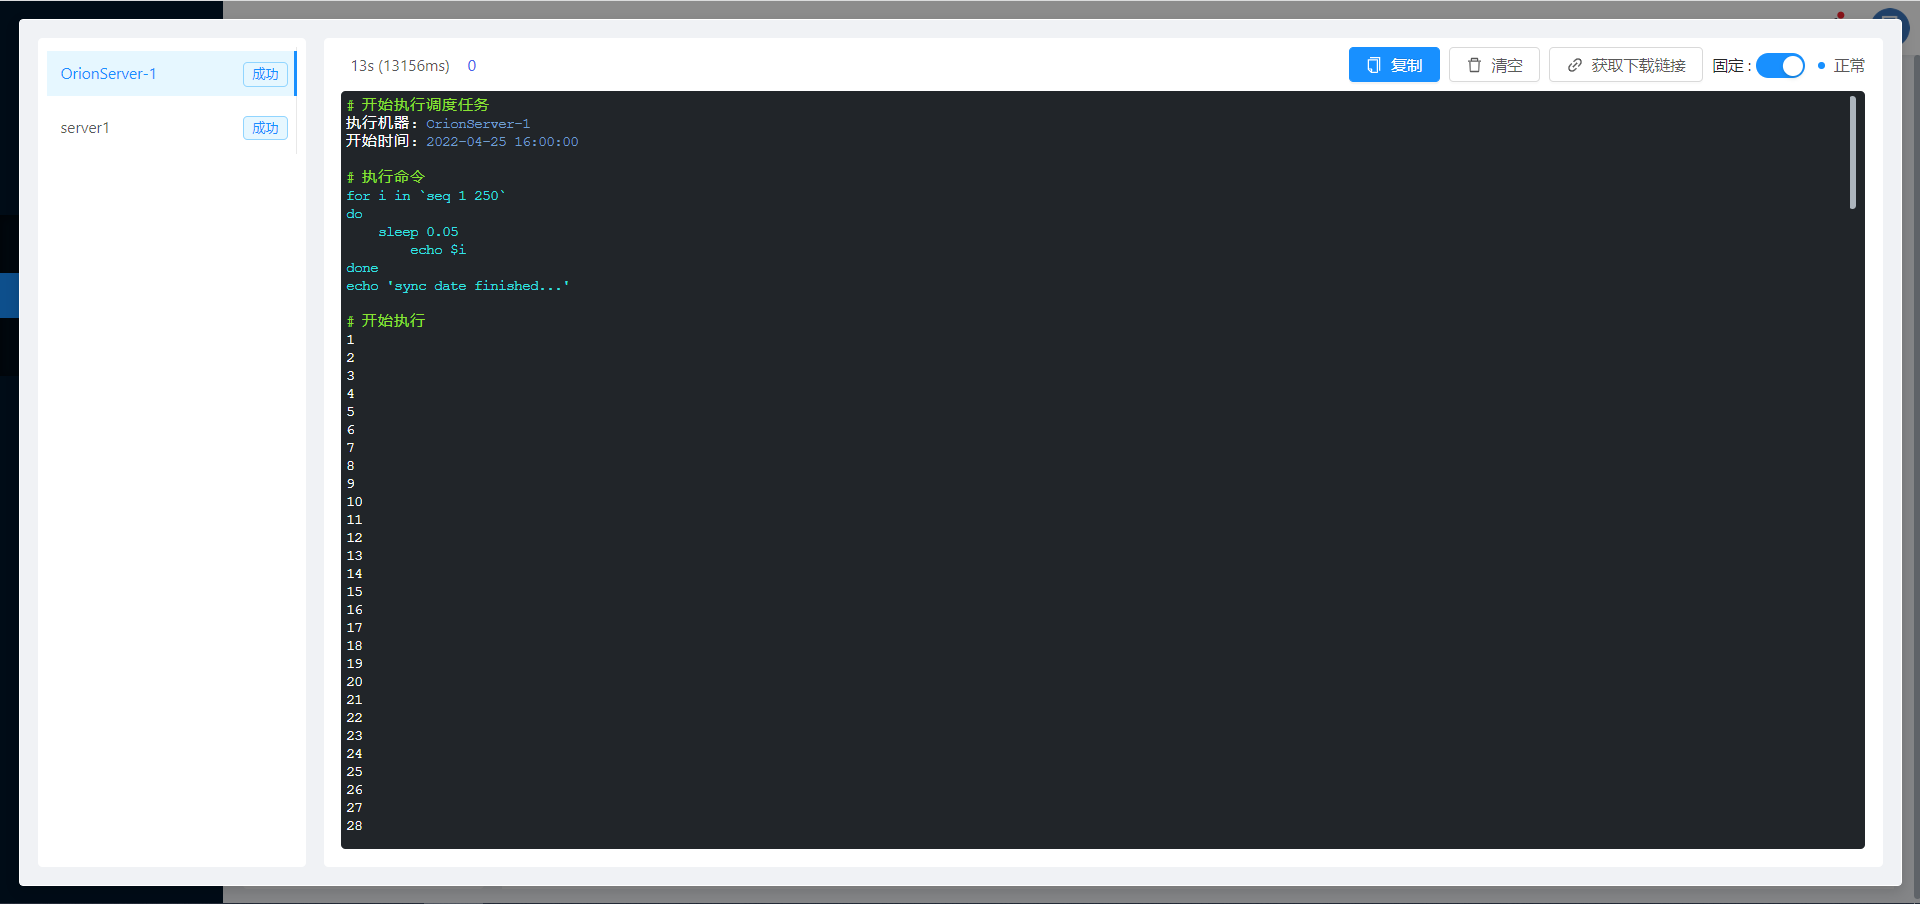 OrionServer-1 成功
server1 成功
13s (13156ms) 0 复制 清空 获取下载链接 固定 : 正常
# 开始执行调度任务
执行机器: OrionServer-1
开始时间: 2022-04-25 16:00:00
# 执行命令
for i in `seq 1 250`
do
    sleep 0.05
        echo $i
done
echo 'sync date finished...'
# 开始执行
1
2
3
4
5
6
7
8
9
10
11
12
13
14
15
16
17
18
19
20
21
22
23
24
25
26
27
28